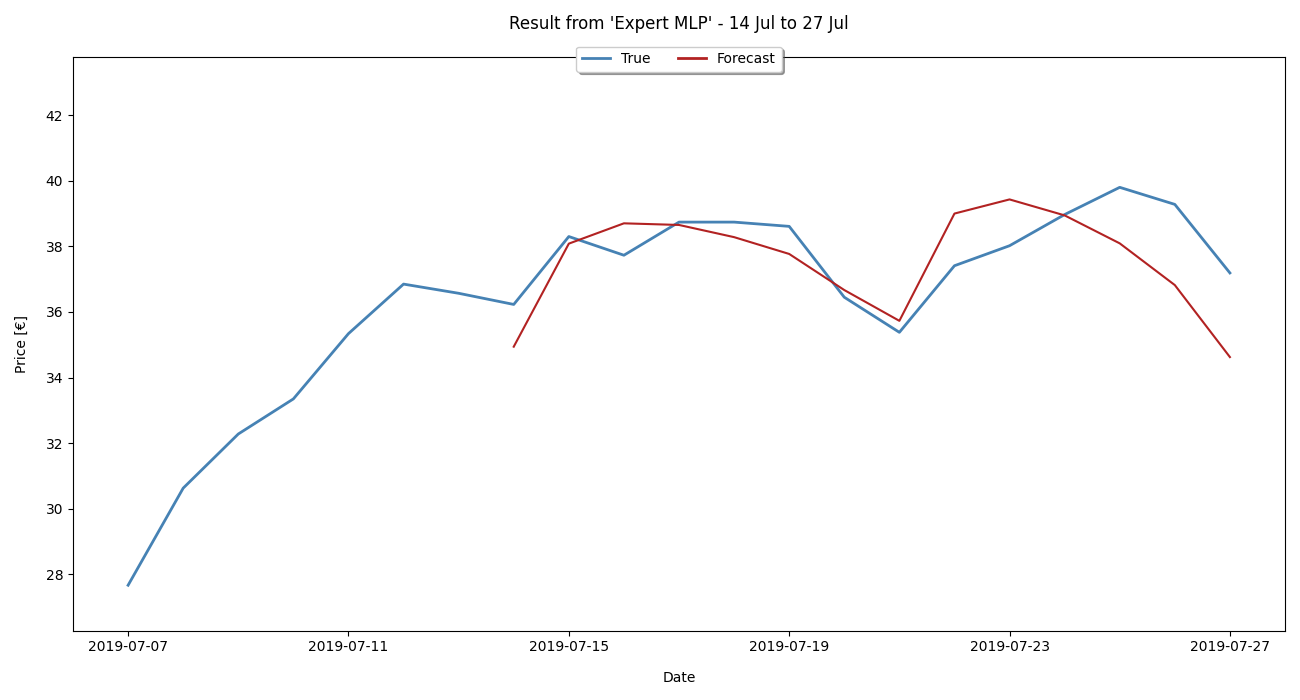 Result from 'Expert MLP' - 14 Jul to 27 Jul
True Forecast
42
40
38
36
34
32
30
28
Price [€]
2019-07-07 2019-07-11 2019-07-15 2019-07-19 2019-07-23 2019-07-27
Date